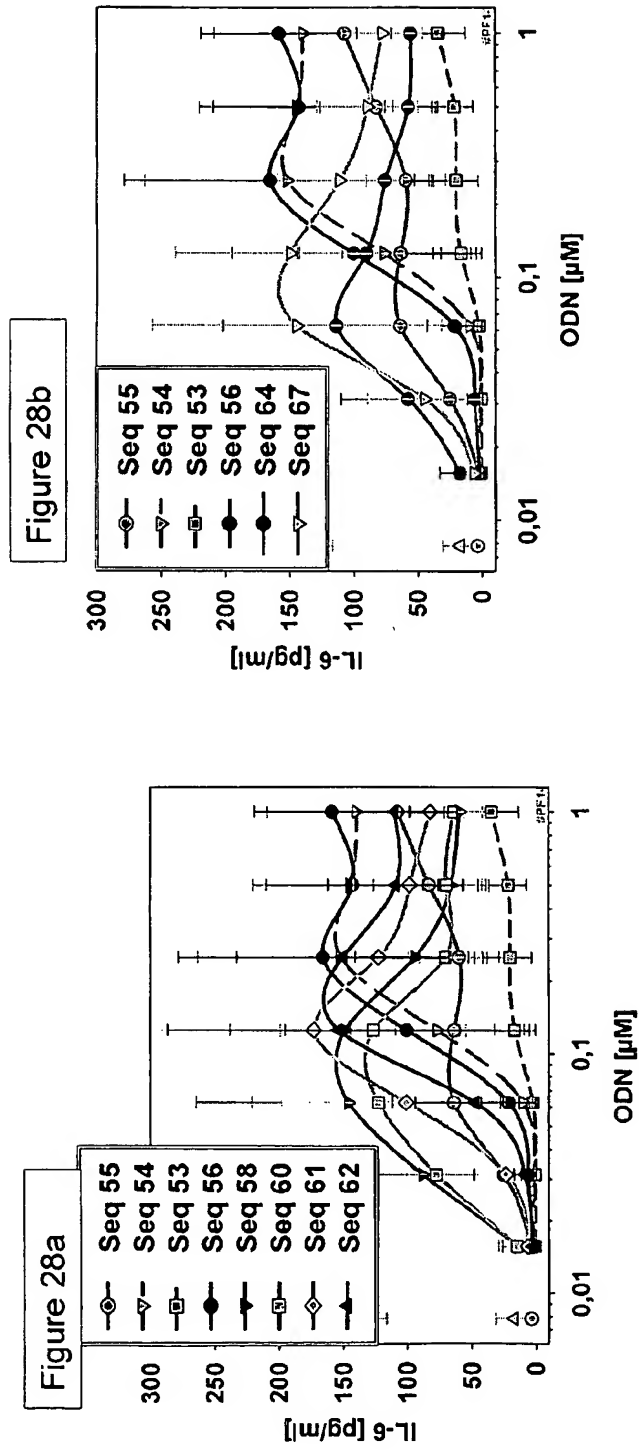 Figure 28a
Seq 55
Seq 54
Seq 53
Seq 56
Seq 58
Seq 60
Seq 61
Seq 62
IL-6 [pg/ml]
300
250
200
150
100
50
0
0,01
0,1
1
ODN [µM]
#PF1-
Figure 28b
Seq 55
Seq 54
Seq 53
Seq 56
Seq 64
Seq 67
IL-6 [pg/ml]
300
250
200
150
100
50
0
0,01
0,1
1
ODN [µM]
#PF1-